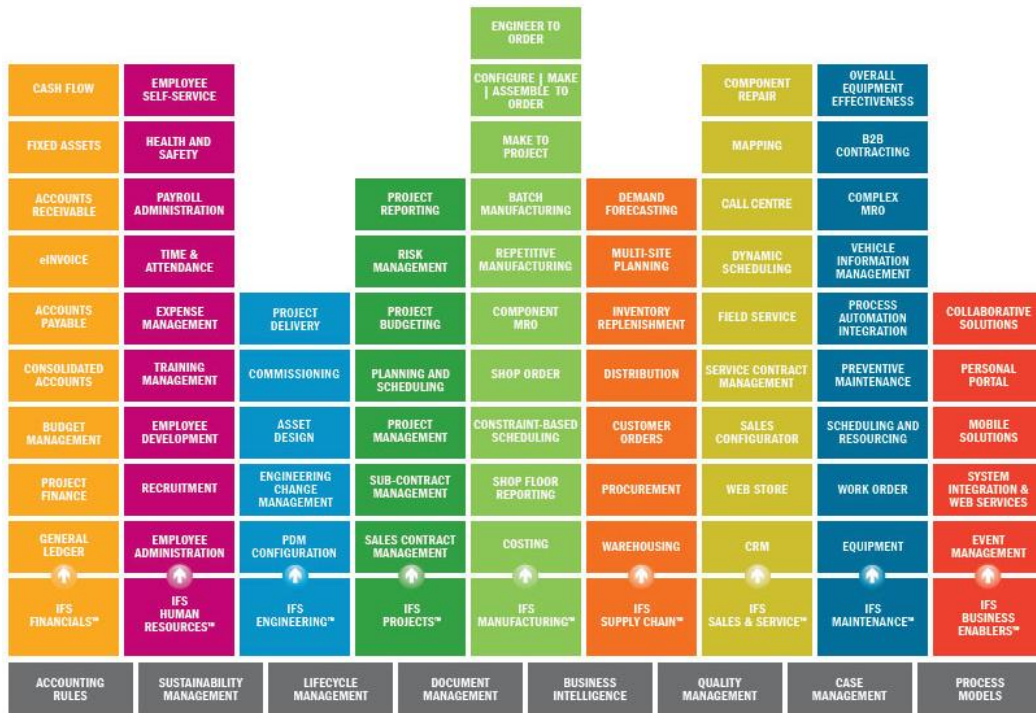 ENGINEER TO
ORDER
CASH FLOW
EMPLOYEE
SELF-SERVICE
CONFIGURE | MAKE
| ASSEMBLE TO
ORDER
COMPONENT
REPAIR
OVERALL
EQUIPMENT
EFFECTIVENESS
FIXED ASSETS
HEALTH AND
SAFETY
MAKE TO
PROJECT
MAPPING
B2B
CONTRACTING
ACCOUNTS
RECEIVABLE
PAYROLL
ADMINISTRATION
PROJECT
REPORTING
BATCH
MANUFACTURING
DEMAND
FORECASTING
CALL CENTRE
COMPLEX
MRO
eINVOICE
TIME &
ATTENDANCE
RISK
MANAGEMENT
REPETITIVE
MANUFACTURING
MULTI-SITE
PLANNING
DYNAMIC
SCHEDULING
VEHICLE
INFORMATION
MANAGEMENT
ACCOUNTS
PAYABLE
EXPENSE
MANAGEMENT
PROJECT
DELIVERY
PROJECT
BUDGETING
COMPONENT
MRO
INVENTORY
REPLENISHMENT
FIELD SERVICE
PROCESS
AUTOMATION
INTEGRATION
COLLABORATIVE
SOLUTIONS
CONSOLIDATED
ACCOUNTS
TRAINING
MANAGEMENT
COMMISSIONING
PLANNING AND
SCHEDULING
SHOP ORDER
DISTRIBUTION
SERVICE CONTRACT
MANAGEMENT
PREVENTIVE
MAINTENANCE
PERSONAL
PORTAL
BUDGET
MANAGEMENT
EMPLOYEE
DEVELOPMENT
ASSET
DESIGN
PROJECT
MANAGEMENT
CONSTRAINT-BASED
SCHEDULING
CUSTOMER
ORDERS
SALES
CONFIGURATOR
SCHEDULING AND
RESOURCING
MOBILE
SOLUTIONS
PROJECT
FINANCE
RECRUITMENT
ENGINEERING
CHANGE
MANAGEMENT
SUB-CONTRACT
MANAGEMENT
SHOP FLOOR
REPORTING
PROCUREMENT
WEB STORE
WORK ORDER
SYSTEM
INTEGRATION &
WEB SERVICES
GENERAL
LEDGER
EMPLOYEE
ADMINISTRATION
PDM
CONFIGURATION
SALES CONTRACT
MANAGEMENT
COSTING
WAREHOUSING
CRM
EQUIPMENT
EVENT
MANAGEMENT
IFS
FINANCIALS™
IFS
HUMAN
RESOURCES™
IFS
ENGINEERING™
IFS
PROJECTS™
IFS
MANUFACTURING™
IFS
SUPPLY CHAIN™
IFS
SALES & SERVICE™
IFS
MAINTENANCE™
IFS
BUSINESS
ENABLERS™
ACCOUNTING
RULES
SUSTAINABILITY
MANAGEMENT
LIFECYCLE
MANAGEMENT
DOCUMENT
MANAGEMENT
BUSINESS
INTELLIGENCE
QUALITY
MANAGEMENT
CASE
MANAGEMENT
PROCESS
MODELS